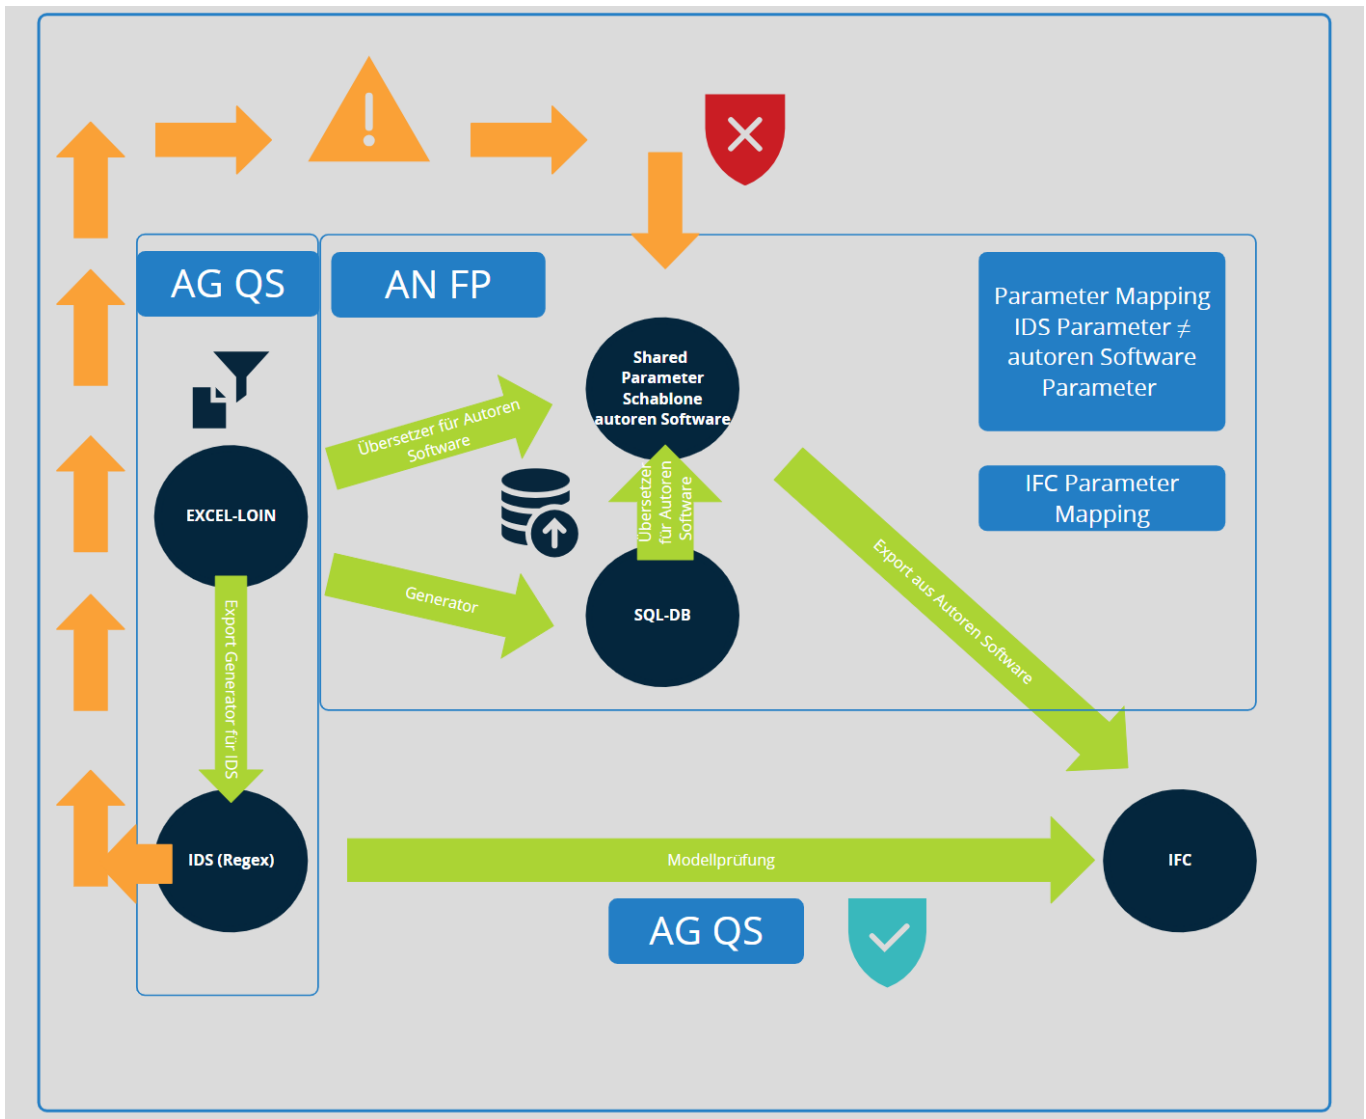 AG QS
AN FP
Parameter Mapping
IDS Parameter ≠
autoren Software
Parameter
Shared
Parameter
Schablone
autoren Software
Übersetzer für Autoren
Software
IFC Parameter
Mapping
EXCEL-LOIN
Übersetzer
für Autoren
Software
Export aus Autoren Software
Generator
SQL-DB
Export Generator für IDS
IDS (Regex)
Modellprüfung
IFC
AG QS